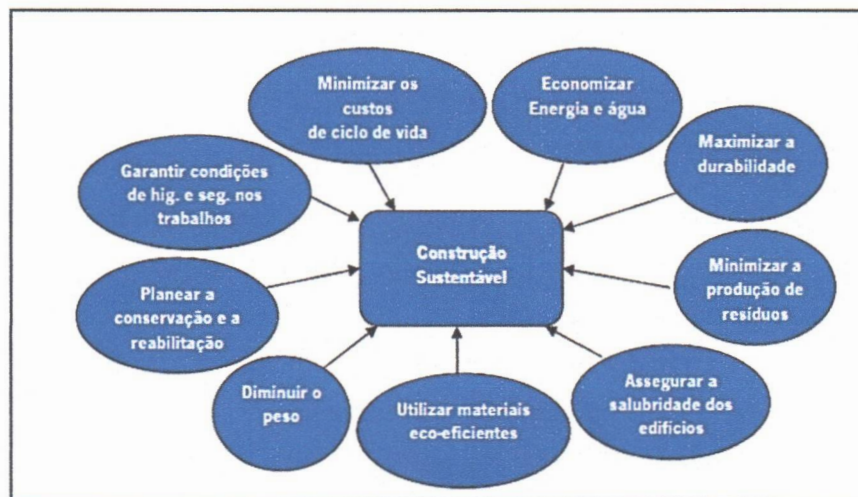 Minimizar os
custos
de ciclo de vida
Economizar
Energia e água
Maximizar a
durabilidade
Garantir condições
de hig. e seg. nos
trabalhos
Construção
Sustentável
Minimizar a
produção de
resíduos
Planear a
conservação e a
reabilitação
Diminuir o
peso
Utilizar materiais
eco-eficientes
Assegurar a
salubridade dos
edifícios